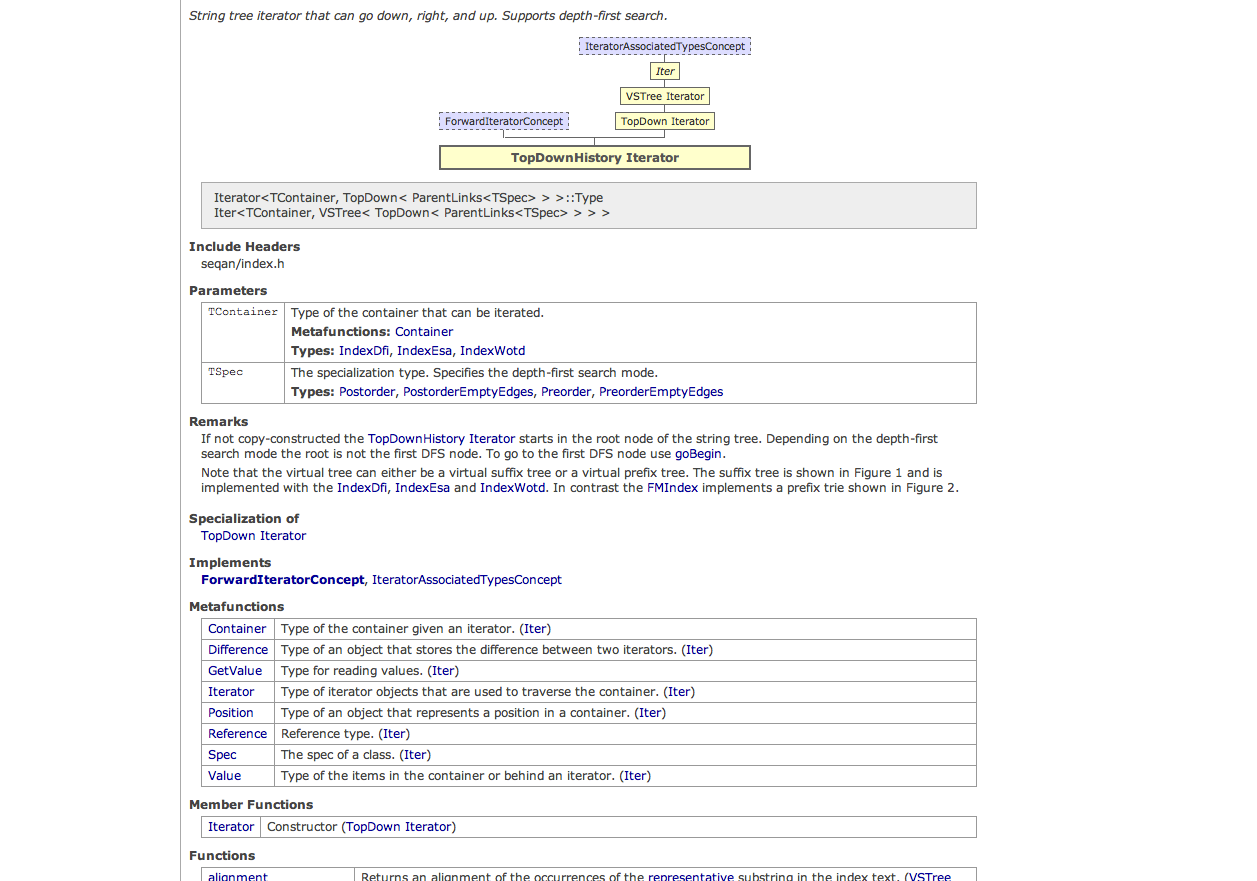 String tree iterator that can go down, right, and up. Supports depth-first search.
IteratorAssociatedTypesConcept
Iter
VSTree Iterator
ForwardIteratorConcept TopDown Iterator
TopDownHistory Iterator
Iterator<TContainer, TopDown< ParentLinks<TSpec> > >::Type
Iter<TContainer, VSTree< TopDown< ParentLinks<TSpec> > > >
Include Headers
seqan/index.h
Parameters
TContainer Type of the container that can be iterated.
Metafunctions: Container
Types: IndexDfi, IndexEsa, IndexWotd
TSpec The specialization type. Specifies the depth-first search mode.
Types: Postorder, PostorderEmptyEdges, Preorder, PreorderEmptyEdges
Remarks
If not copy-constructed the TopDownHistory Iterator starts in the root node of the string tree. Depending on the depth-first
search mode the root is not the first DFS node. To go to the first DFS node use goBegin.
Note that the virtual tree can either be a virtual suffix tree or a virtual prefix tree. The suffix tree is shown in Figure 1 and is
implemented with the IndexDfi, IndexEsa and IndexWotd. In contrast the FMIndex implements a prefix trie shown in Figure 2.
Specialization of
TopDown Iterator
Implements
ForwardIteratorConcept, IteratorAssociatedTypesConcept
Metafunctions
Container Type of the container given an iterator. (Iter)
Difference Type of an object that stores the difference between two iterators. (Iter)
GetValue Type for reading values. (Iter)
Iterator Type of iterator objects that are used to traverse the container. (Iter)
Position Type of an object that represents a position in a container. (Iter)
Reference Reference type. (Iter)
Spec The spec of a class. (Iter)
Value Type of the items in the container or behind an iterator. (Iter)
Member Functions
Iterator Constructor (TopDown Iterator)
Functions
alignment Returns an alignment of the occurrences of the representative substring in the index text. (VSTree